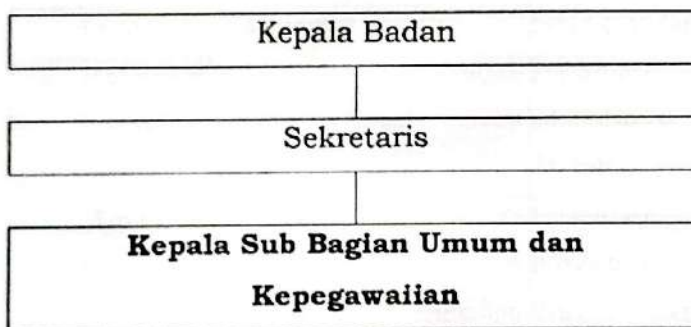 Kepala Badan
Sekretaris
Kepala Sub Bagian Umum dan
Kepegawaiian